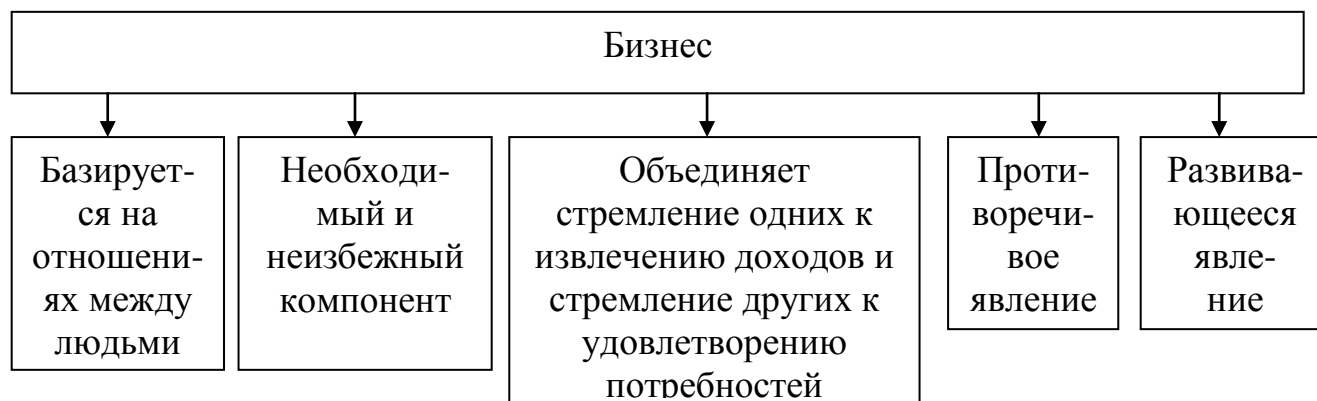 Бизнес
Базирует-
ся на
отношени-
ях между
людьми
Необходи-
мый и
неизбежный
компонент
Объединяет
стремление одних к
извлечению доходов и
стремление других к
удовлетворению
потребностей
Проти-
воречи-
вое
явление
Развива-
ющееся
явле-
ние